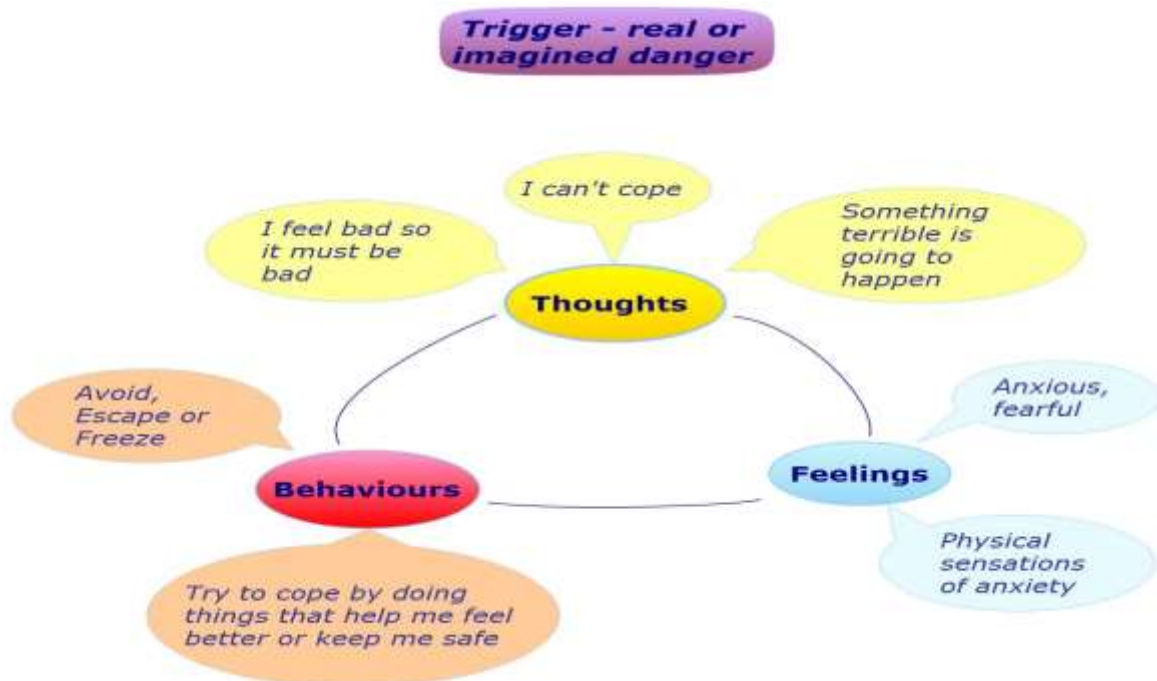 Trigger - real or
imagined danger
I can't cope
I feel bad so
it must be
bad
Something
terrible is
going to
happen
Thoughts
Avoid,
Escape or
Freeze
Anxious,
fearful
Behaviours
Feelings
Physical
sensations
of anxiety
Try to cope by doing
things that help me feel
better or keep me safe